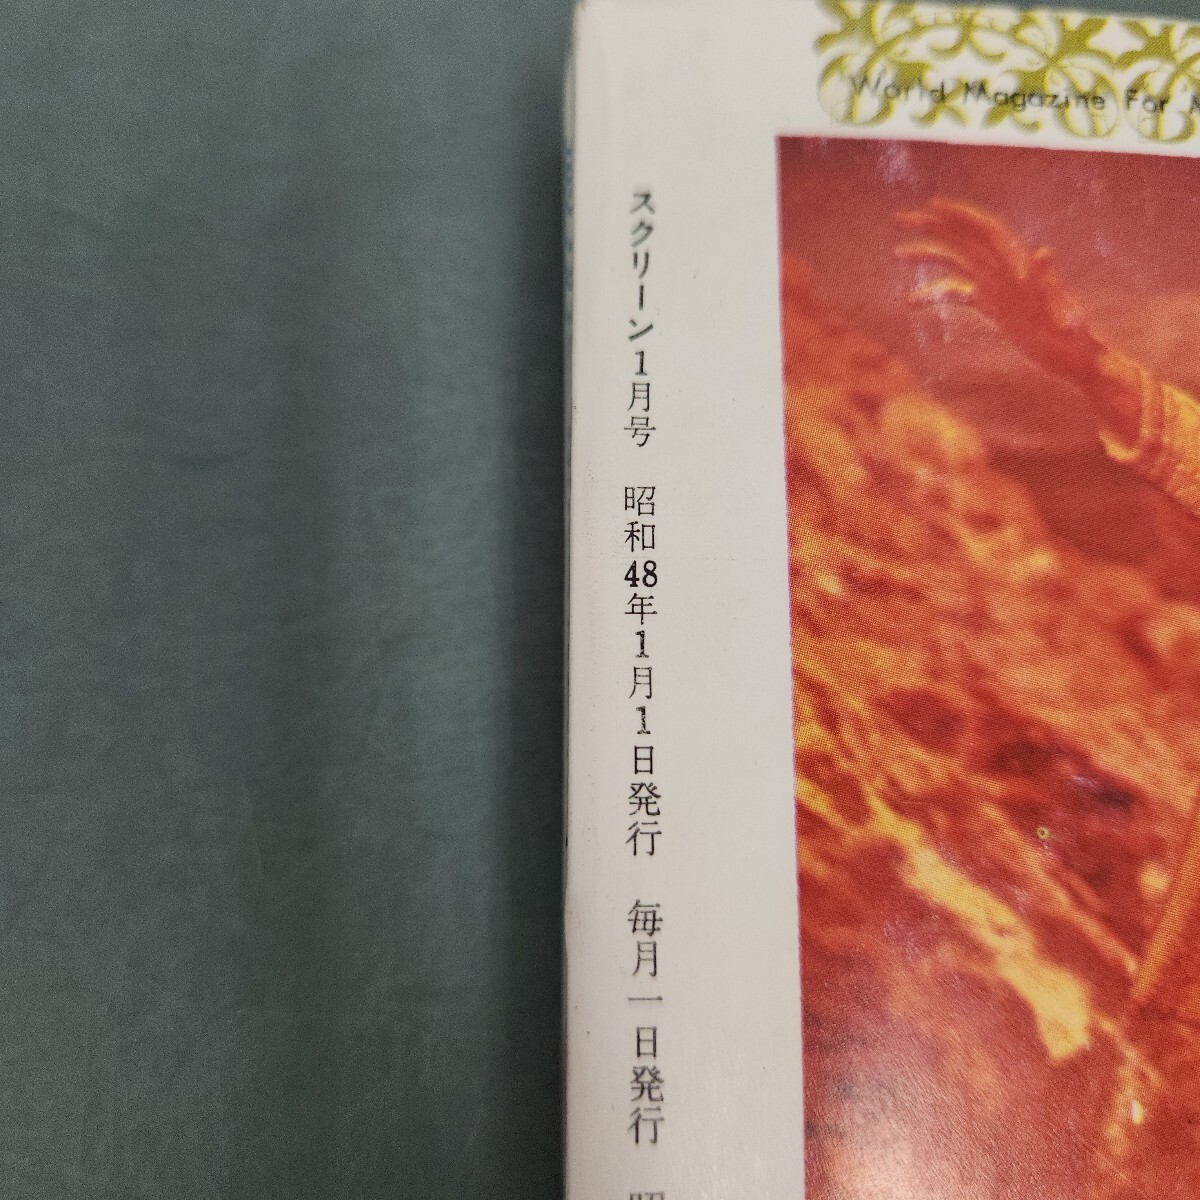 World Magazine For
スクリーン1月号 昭和48年1月1日発行 毎月一日発行 昭